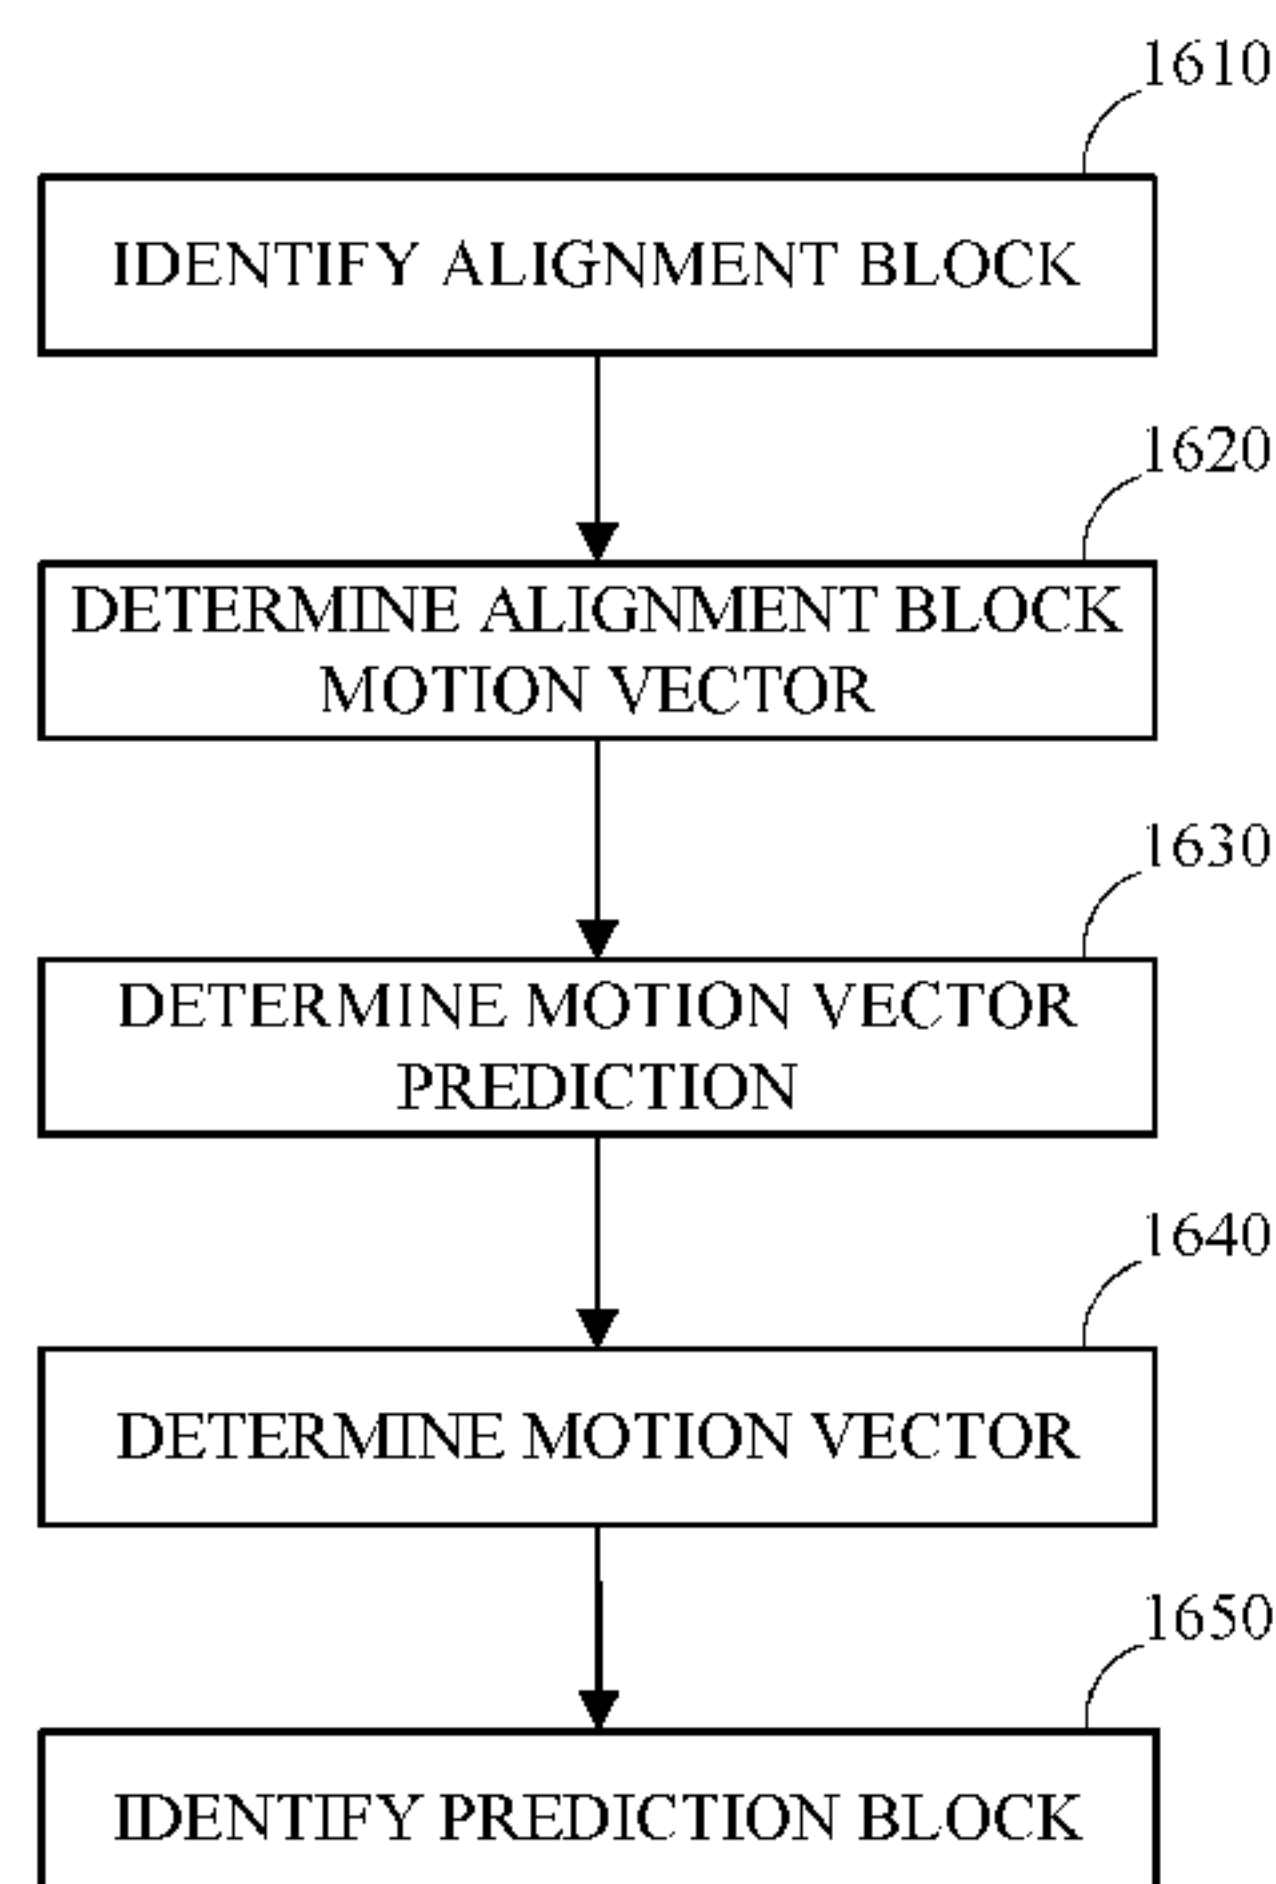 1610
IDENTIFY ALIGNMENT BLOCK
1620
DETERMINE ALIGNMENT BLOCK
MOTION VECTOR
1630
DETERMINE MOTION VECTOR
PREDICTION
1640
DETERMINE MOTION VECTOR
1650
IDENTIFY PREDICTION BLOCK